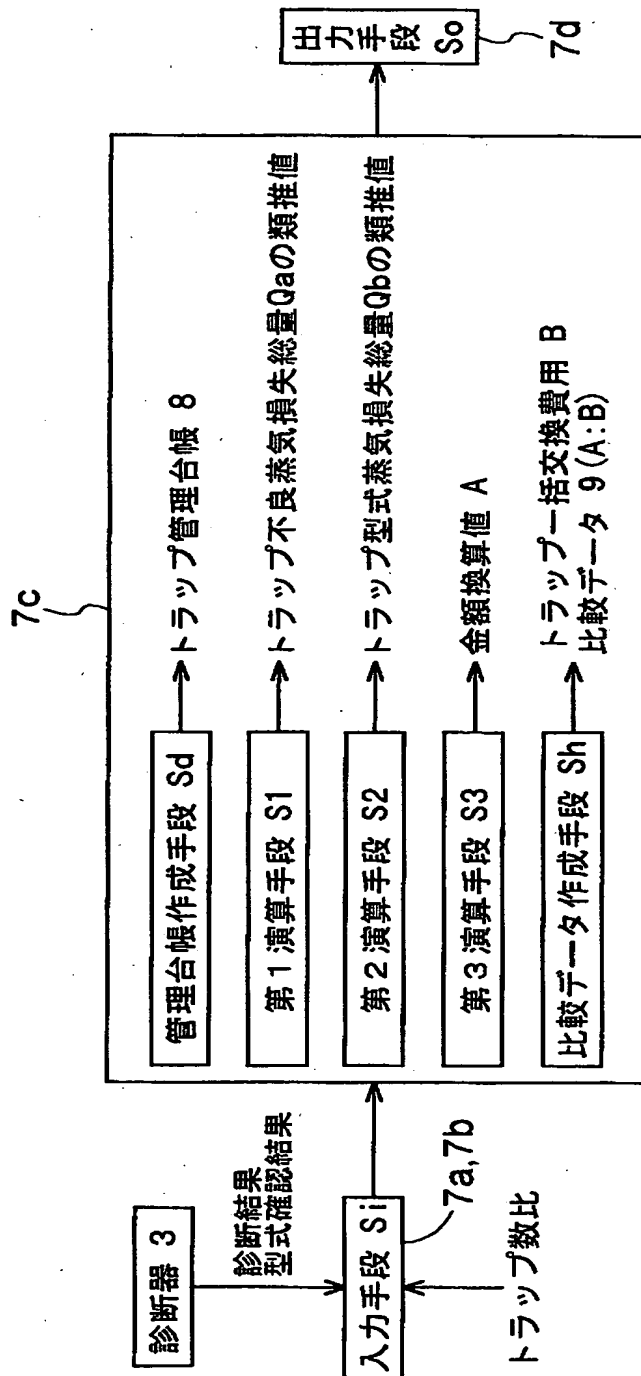 7c
診断器 3
診断結果
型式確認結果
入力手段 Si
7a,7b
トラップ数比
管理台帳作成手段 Sd
トラップ管理台帳 8
第1演算手段 S1
トラップ不良蒸気損失総量Qaの類推値
第2演算手段 S2
トラップ型式蒸気損失総量Qbの類推値
第3演算手段 S3
金額換算値 A
比較データ作成手段 Sh
トラップ一括交換費用 B
比較データ 9(A:B)
出力手段 So
7d